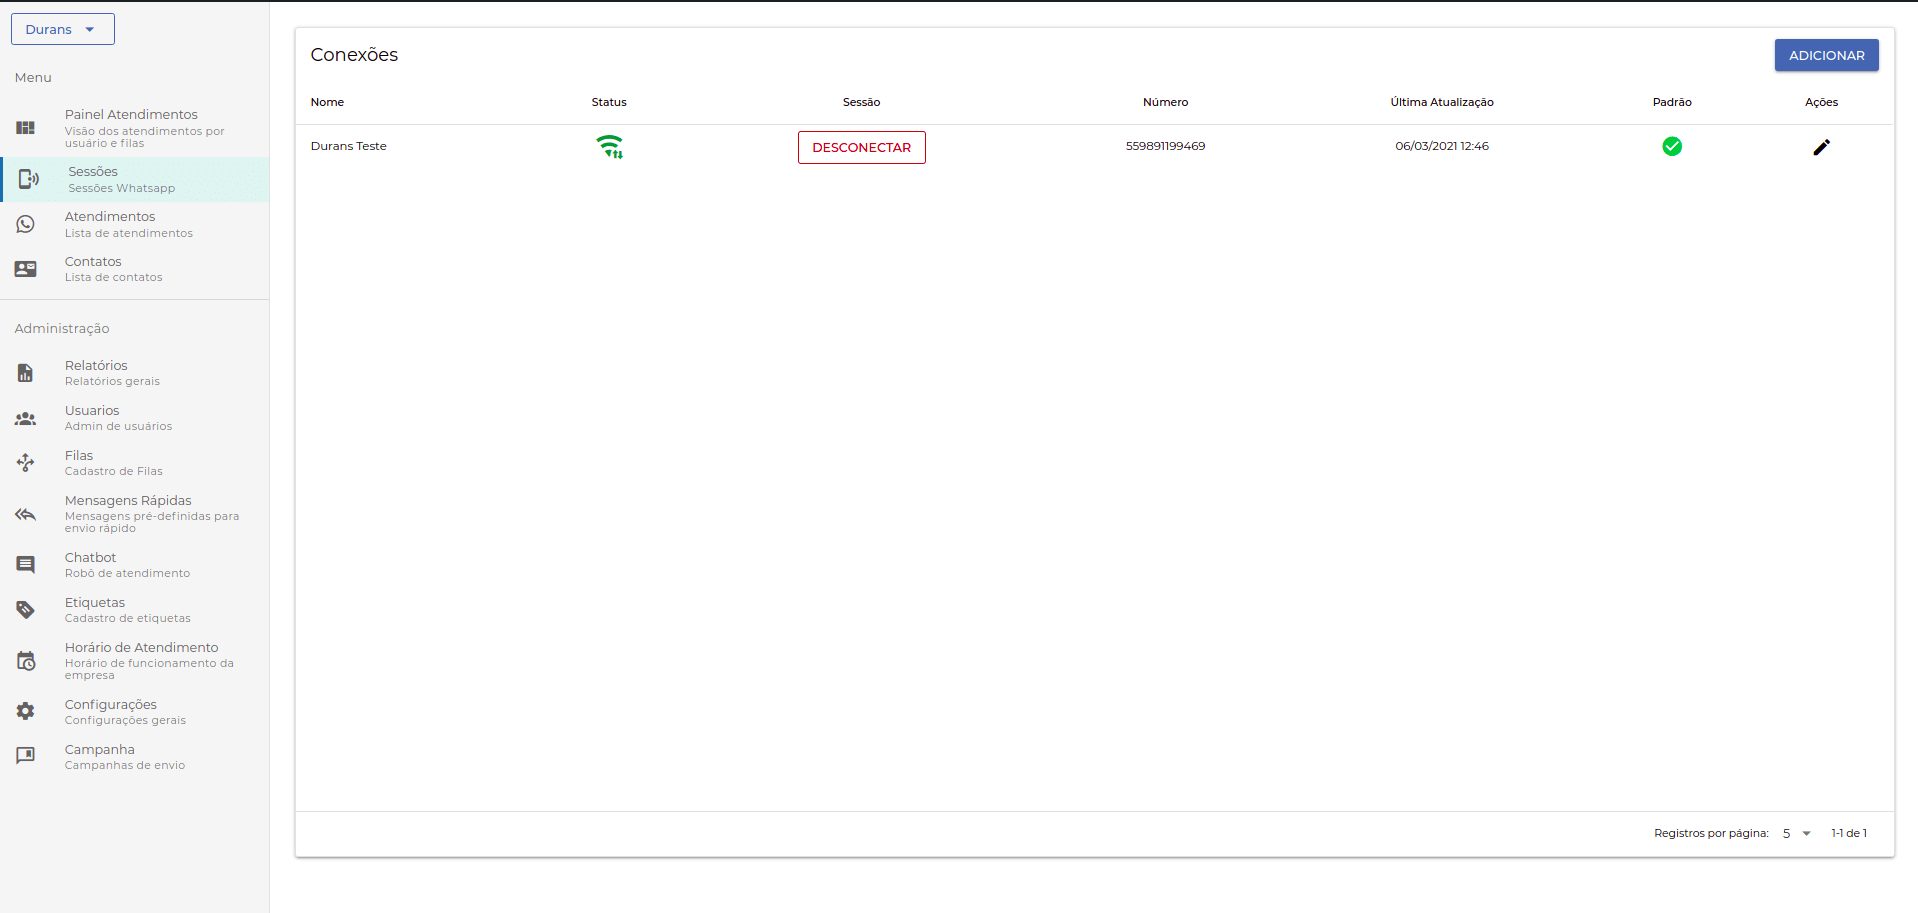 Durans
Menu
Painel Atendimentos
Visão dos atendimentos por
usuário e filas
Sessões
Sessões Whatsapp
Atendimentos
Lista de atendimentos
Contatos
Lista de contatos
Administração
Relatórios
Relatórios gerais
Usuarios
Admin de usuários
Filas
Cadastro de Filas
Mensagens Rápidas
Mensagens pré-definidas para
envio rápido
Chatbot
Robô de atendimento
Etiquetas
Cadastro de etiquetas
Horário de Atendimento
Horário de funcionamento da
empresa
Configurações
Configurações gerais
Campanha
Campanhas de envio
Conexões
ADICIONAR
Nome Status Sessão Número Última Atualização Padrão Ações
Durans Teste DESCONECTAR 559891199469 06/03/2021 12:46
Registros por página: 5 1-1 de 1